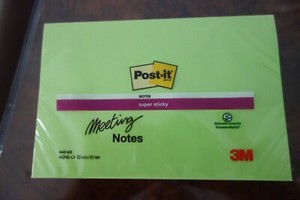 Post-it
NOTES
super sticky
Meeting
Notes
3M